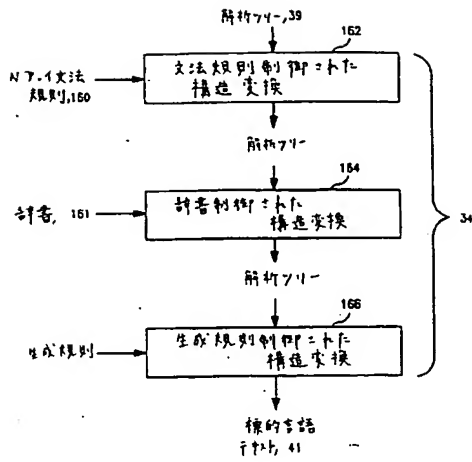 解析ツリー,39
162
Nアーイ文法
規則,160
文法規則制御された
構造変換
解析ツリー
164
辞書, 161
辞書制御された
構造変換
34
解析ツリー
166
生成規則
生成規則制御された
構造変換
標的言語
テキスト, 41